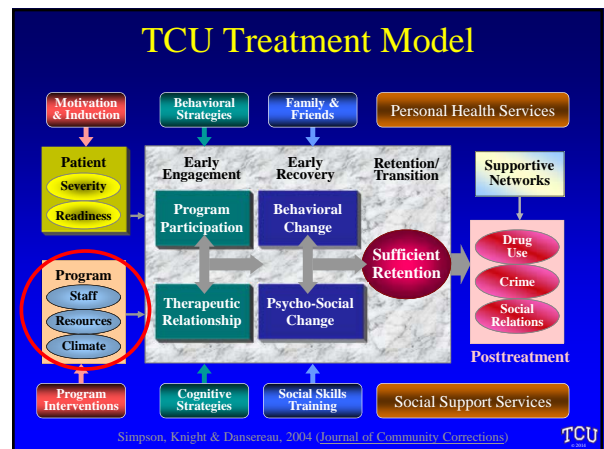 TCU Treatment Model
Motivation
& Induction
Behavioral
Strategies
Family &
Friends
Personal Health Services
Patient
Severity
Readiness
Early
Engagement
Early
Recovery
Retention/
Transition
Supportive
Networks
Program
Participation
Behavioral
Change
Sufficient
Retention
Drug
Use
Crime
Social
Relations
Posttreatment
Program
Staff
Resources
Climate
Therapeutic
Relationship
Psycho-Social
Change
Program
Interventions
Cognitive
Strategies
Social Skills
Training
Social Support Services
Simpson, Knight & Dansereau, 2004 (Journal of Community Corrections)
TCU